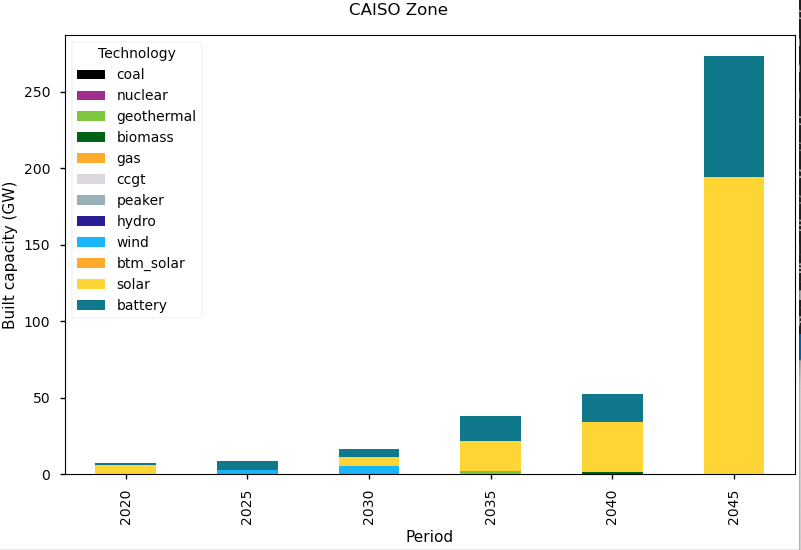 CAISO Zone
Built capacity (GW)
250
200
150
100
50
0
Technology
coal
nuclear
geothermal
biomass
gas
ccgt
peaker
hydro
wind
btm_solar
solar
battery
2020
2025
2030
2035
2040
2045
Period